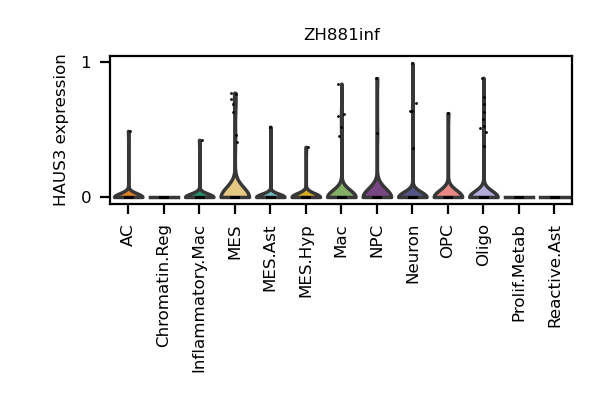 ZH881inf
HAUS3 expression
1
0
AC
Chromatin.Reg
Inflammatory.Mac
MES
MES.Ast
MES.Hyp
Mac
NPC
Neuron
OPC
Oligo
Prolif.Metab
Reactive.Ast